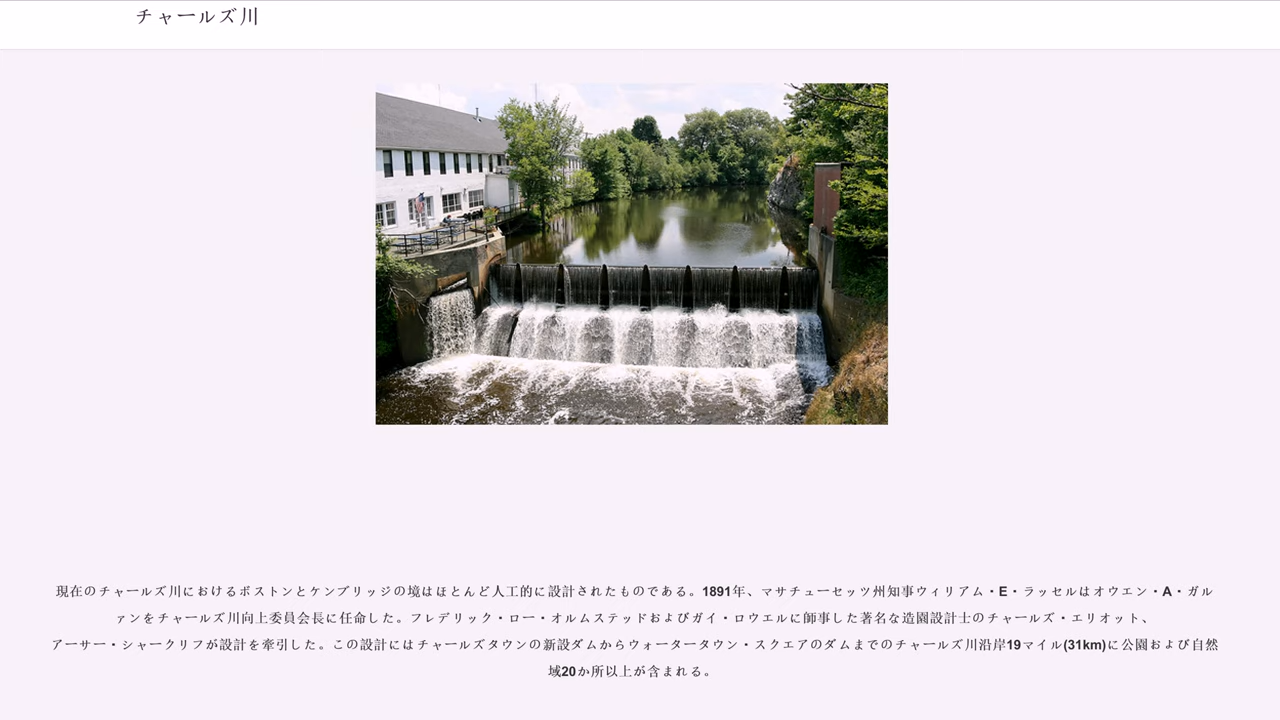 チャールズ川
現在のチャールズ川におけるボストンとケンブリッジの境はほとんど人工的に設計されたものである。1891年、マサチューセッツ州知事ウィリアム・E・ラッセルはオウエン・A・ガル
ァンをチャールズ川向上委員会長に任命した。フレデリック・ロー・オルムステッドおよびガイ・ロウエルに師事した著名な造園設計士のチャールズ・エリオット、
アーサー・シャークリフが設計を牽引した。この設計にはチャールズタウンの新設ダムからウォータータウン・スクエアのダムまでのチャールズ川沿岸19マイル(31km)に公園および自然
域20か所以上が含まれる。